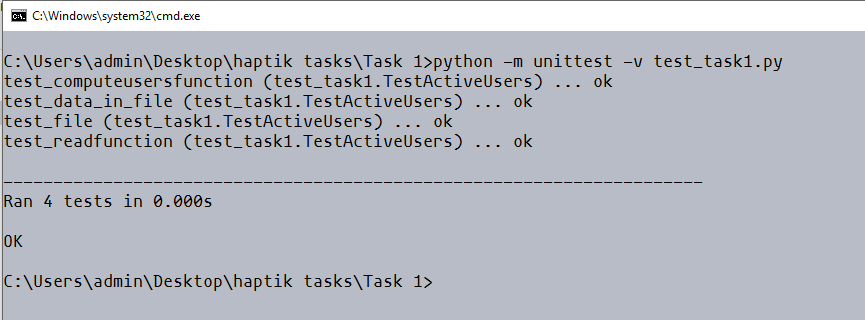 C:\Windows\system32\cmd.exe
C:\Users\admin\Desktop\haptik tasks\Task 1>python -m unittest -v test_task1.py
test_computeusersfunction (test_task1.TestActiveUsers) ... ok
test_data_in_file (test_task1.TestActiveUsers) ... ok
test_file (test_task1.TestActiveUsers) ... ok
test_readfunction (test_task1.TestActiveUsers) ... ok
----------------------------------------------------------------------
Ran 4 tests in 0.000s
OK
C:\Users\admin\Desktop\haptik tasks\Task 1>